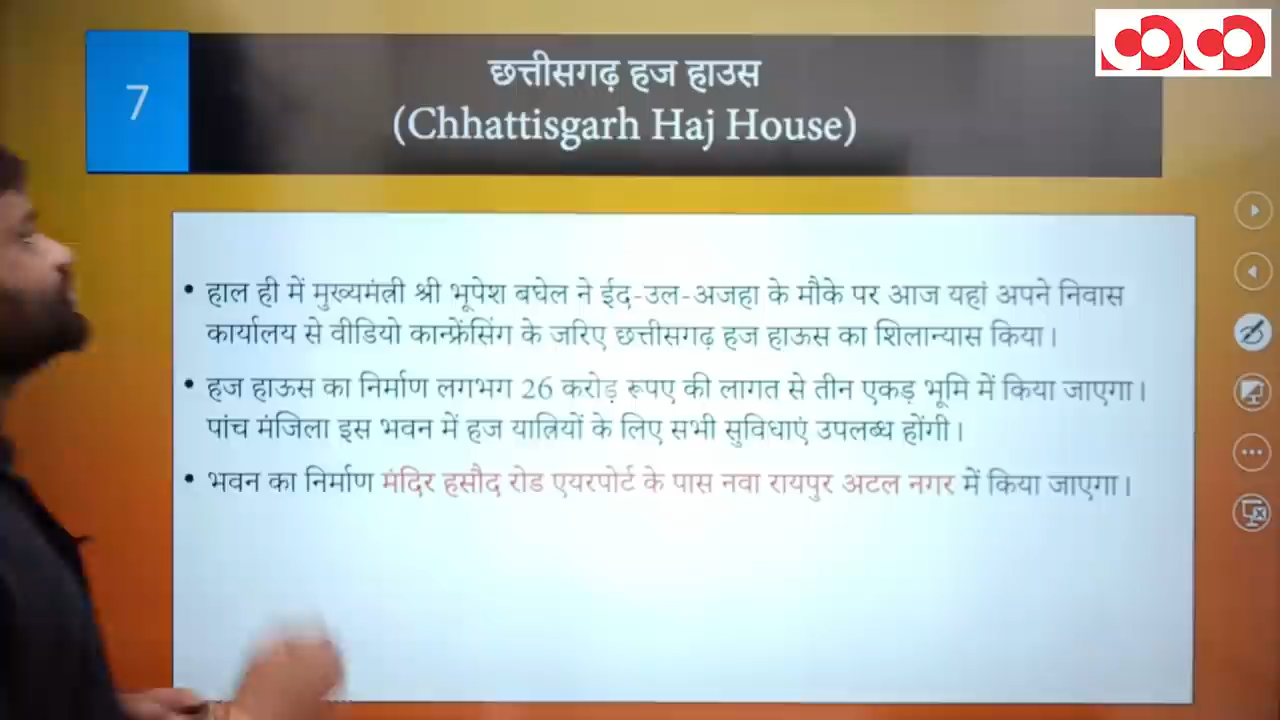 7
छत्तीसगढ़ हज हाउस
(Chhattisgarh Haj House)
• हाल ही में मुख्यमंत्री श्री भूपेश बघेल ने ईद-उल-अजहा के मौके पर आज यहां अपने निवास
कार्यालय से वीडियो कान्फ्रेंसिंग के जरिए छत्तीसगढ़ हज हाऊस का शिलान्यास किया।
• हज हाऊस का निर्माण लगभग 26 करोड़ रूपए की लागत से तीन एकड़ भूमि में किया जाएगा।
पांच मंजिला इस भवन में हज यात्रियों के लिए सभी सुविधाएं उपलब्ध होंगी।
• भवन का निर्माण मंदिर हसौद रोड एयरपोर्ट के पास नवा रायपुर अटल नगर में किया जाएगा।